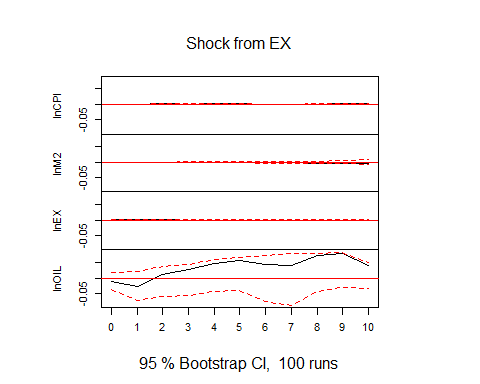 Shock from EX
lnCPI
-0.05
lnM2
-0.05
lnEX
-0.05
lnOIL
-0.05
0 1 2 3 4 5 6 7 8 9 10
95 % Bootstrap CI, 100 runs